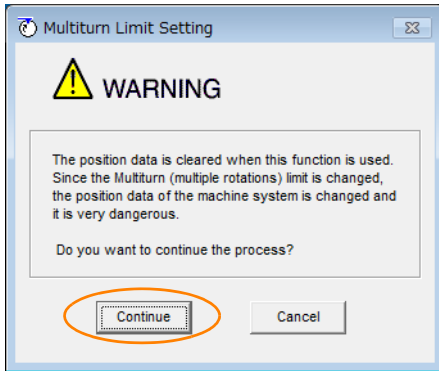 Multiturn Limit Setting
WARNING
The position data is cleared when this function is used.
Since the Multiturn (multiple rotations) limit is changed,
the position data of the machine system is changed and
it is very dangerous.
Do you want to continue the process?
Continue Cancel